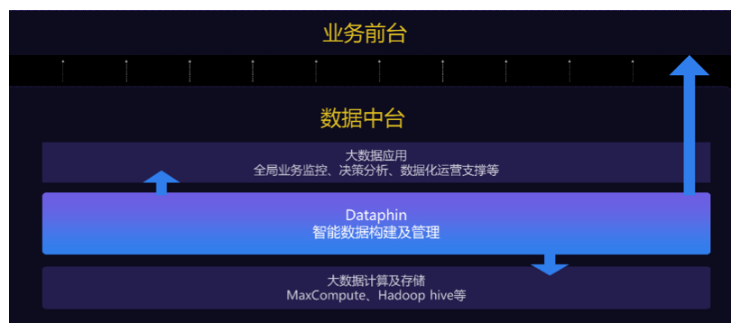 业务前台
数据中台
大数据应用
全局业务监控、决策分析、数据化运营支撑等
Dataphin
智能数据构建及管理
大数据计算及存储
MaxCompute、Hadoop hive等